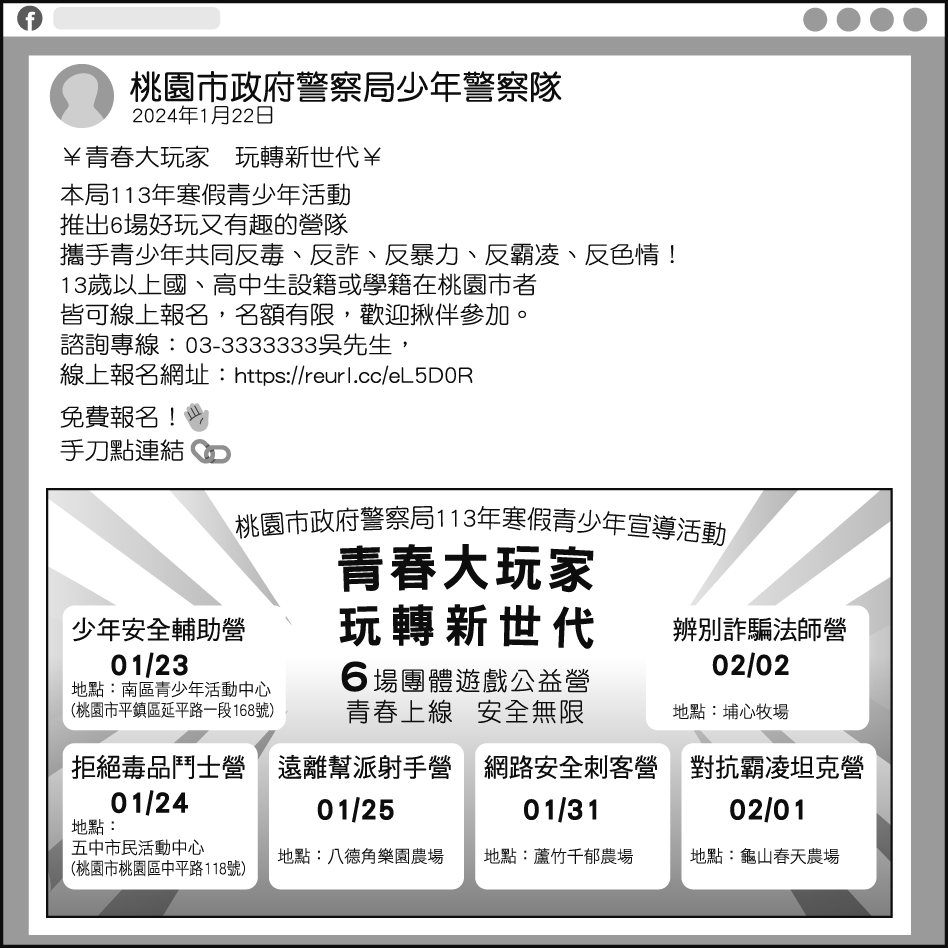 f
桃園市政府警察局少年警察隊
2024年1月22日
￥青春大玩家　玩轉新世代￥
本局113年寒假青少年活動
推出6場好玩又有趣的營隊
攜手青少年共同反毒、反詐、反暴力、反霸凌、反色情！
13歲以上國、高中生設籍或學籍在桃園市者
皆可線上報名，名額有限，歡迎揪伴參加。
諮詢專線：03-3333333吳先生，
線上報名網址：https://reurl.cc/eL5D0R
免費報名！
手刀點連結
桃園市政府警察局113年寒假青少年宣導活動
青春大玩家
玩轉新世代
6場團體遊戲公益營
青春上線　安全無限
少年安全輔助營
01/23
地點：南區青少年活動中心
(桃園市平鎮區延平路一段168號)
辨別詐騙法師營
02/02
地點：埔心牧場
拒絕毒品鬥士營
01/24
地點：
五中市民活動中心
(桃園市桃園區中平路118號)
遠離幫派射手營
01/25
地點：八德角樂園農場
網路安全刺客營
01/31
地點：蘆竹千郁農場
對抗霸凌坦克營
02/01
地點：龜山春天農場